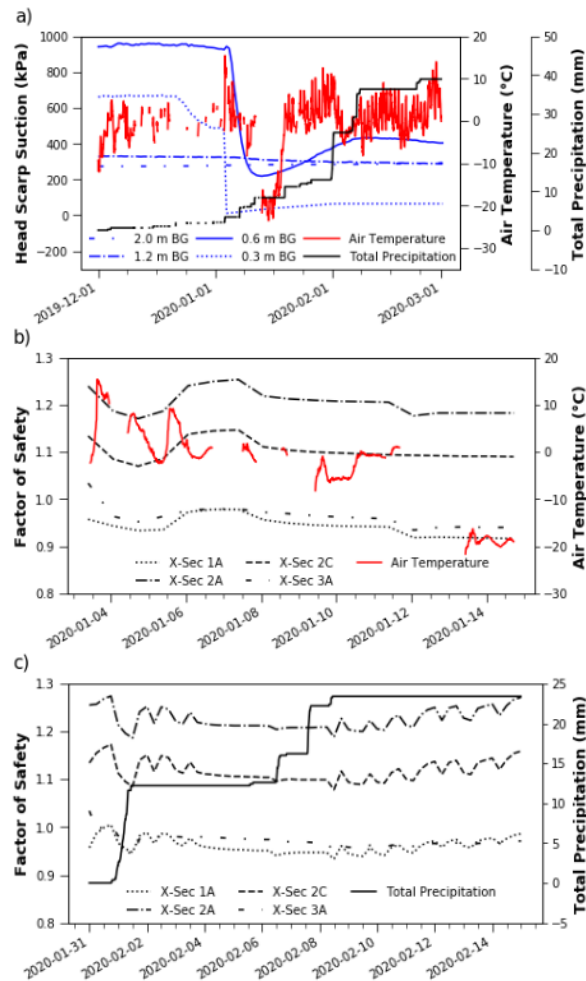 a)
1000
800
600
400
200
0
−200
Head Scarp Suction (kPa)
20
10
0
−10
−20
−30
Air Temperature (°C)
50
40
30
20
10
0
−10
Total Precipitation (mm)
2.0 m BG 0.6 m BG Air Temperature
1.2 m BG 0.3 m BG Total Precipitation
2019-12-01 2020-01-01 2020-02-01 2020-03-01
b)
1.3
1.2
1.1
1.0
0.9
0.8
Factor of Safety
20
10
0
−10
−20
−30
Air Temperature (°C)
X-Sec 1A X-Sec 2C Air Temperature
X-Sec 2A X-Sec 3A
2020-01-04 2020-01-06 2020-01-08 2020-01-10 2020-01-12 2020-01-14
c)
1.3
1.2
1.1
1.0
0.9
0.8
Factor of Safety
25
20
15
10
5
0
−5
Total Precipitation (mm)
X-Sec 1A X-Sec 2C Total Precipitation
X-Sec 2A X-Sec 3A
2020-01-31 2020-02-02 2020-02-04 2020-02-06 2020-02-08 2020-02-10 2020-02-12 2020-02-14